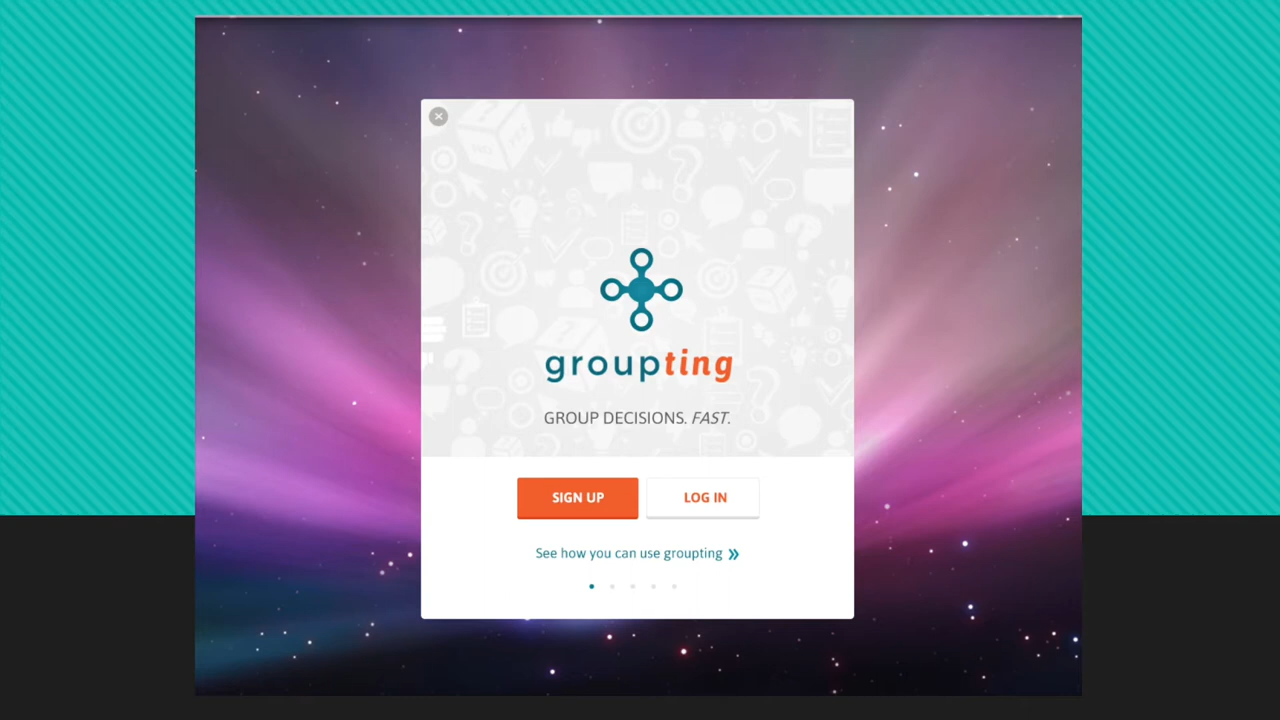 groupting
GROUP DECISIONS. FAST.
SIGN UP
LOG IN
See how you can use groupting »